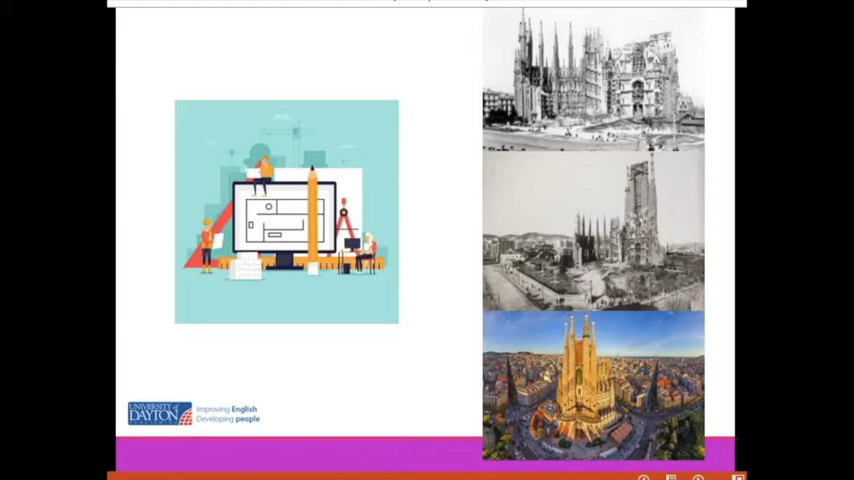 UNIVERSITY of
DAYTON
Improving English
Developing people